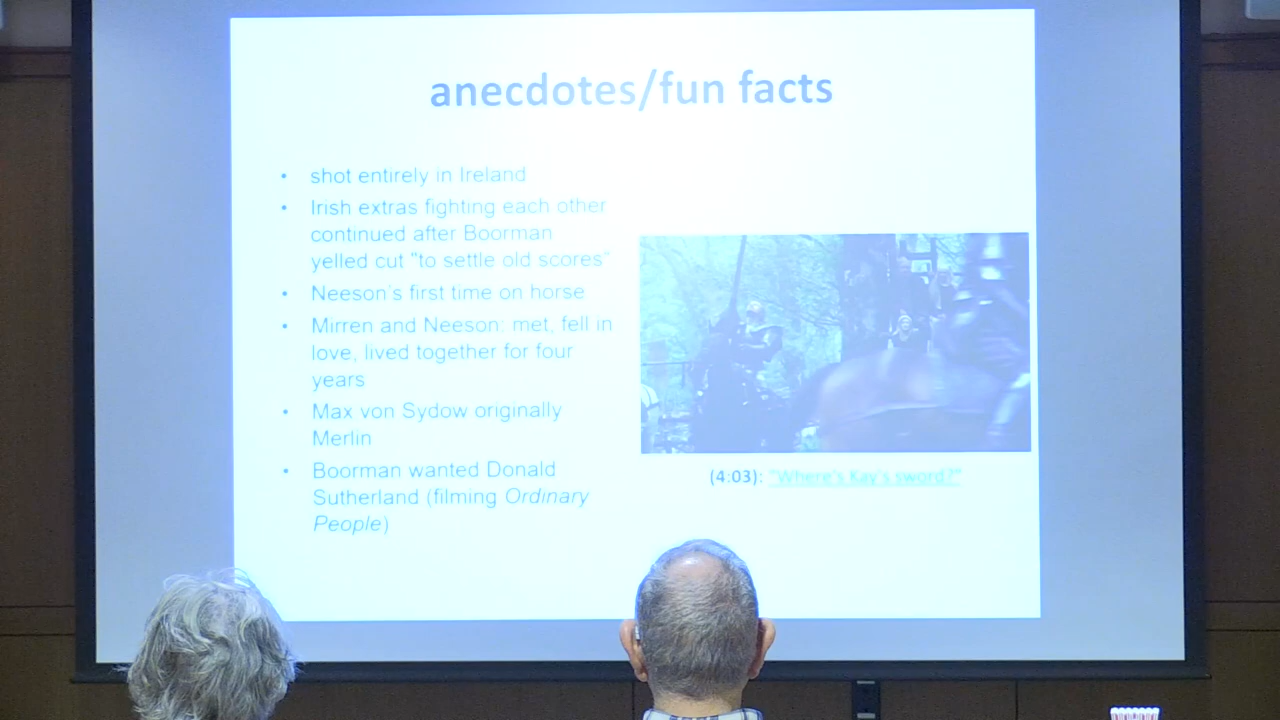 anecdotes/fun facts
• shot entirely in Ireland
• Irish extras fighting each other
continued after Boorman
yelled cut "to settle old scores"
• Neeson's first time on horse
• Mirren and Neeson: met, fell in
love, lived together for four
years
• Max von Sydow originally
Merlin
• Boorman wanted Donald
Sutherland (filming Ordinary
People)
(4:03): "Where's Kay's sword?"